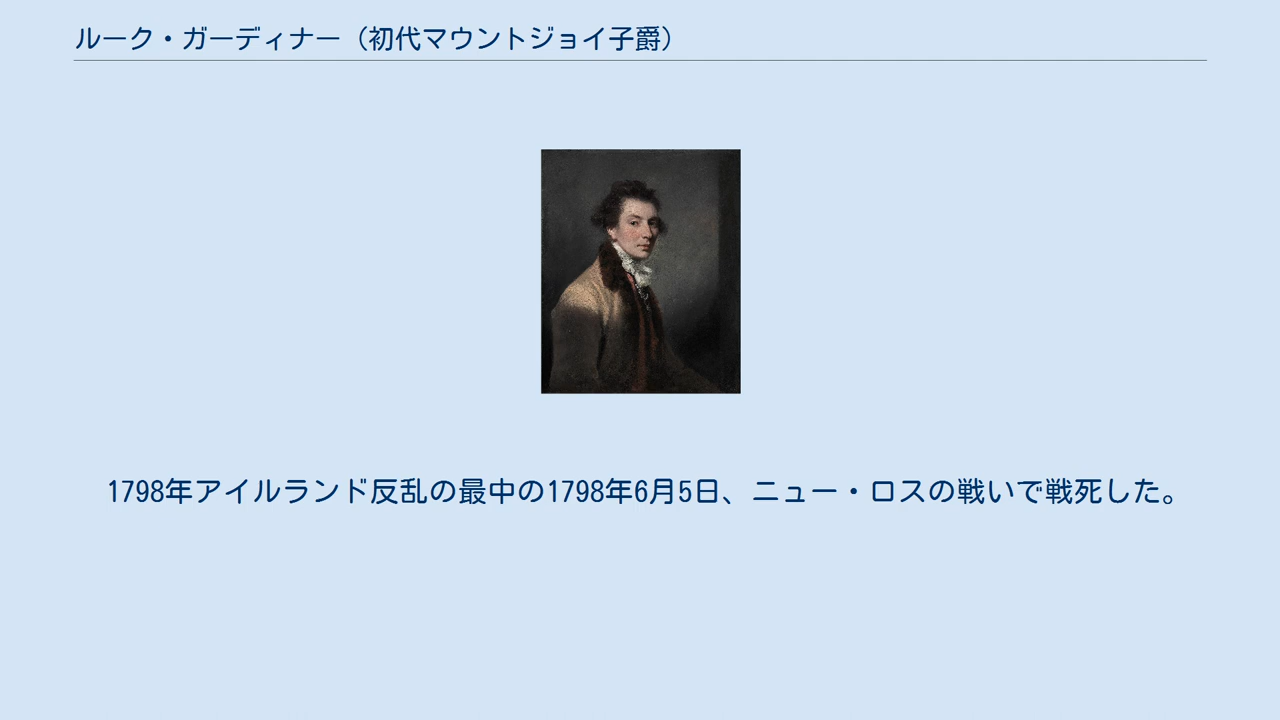 ルーク・ガーディナー（初代マウントジョイ子爵）
1798年アイルランド反乱の最中の1798年6月5日、ニュー・ロスの戦いで戦死した。